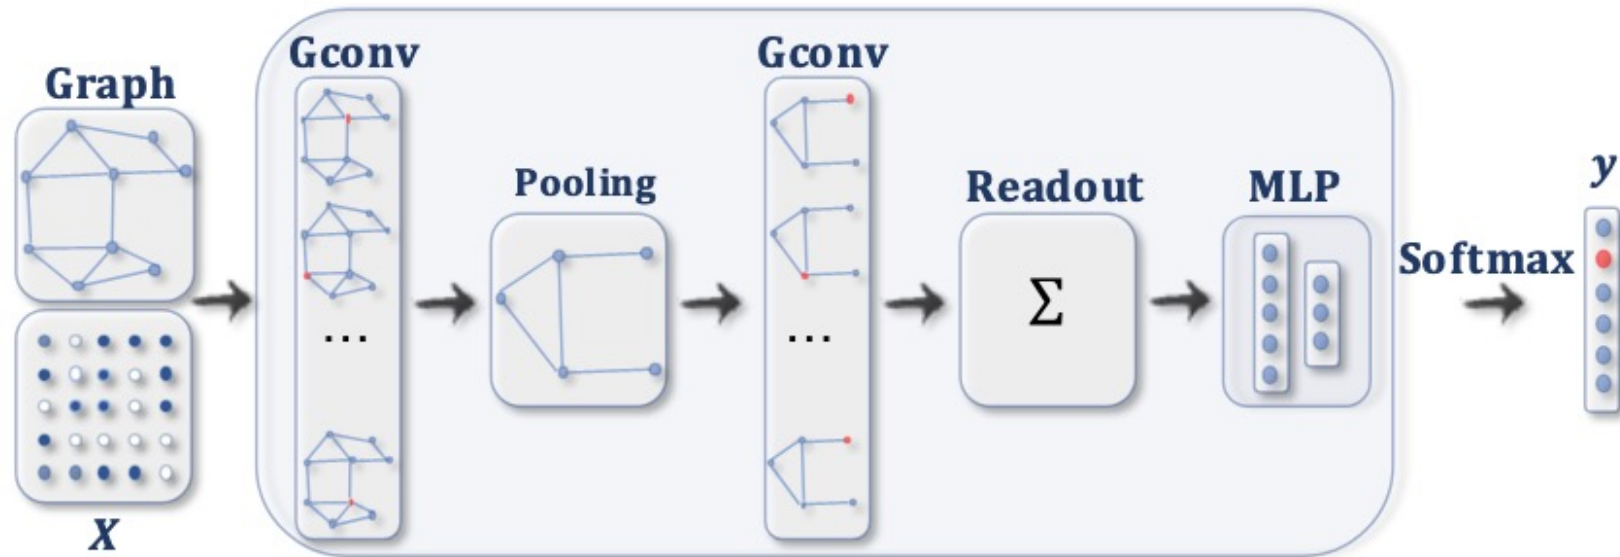 Graph
X
Gconv
...
Pooling
Gconv
...
Readout
Σ
MLP
Softmax
y